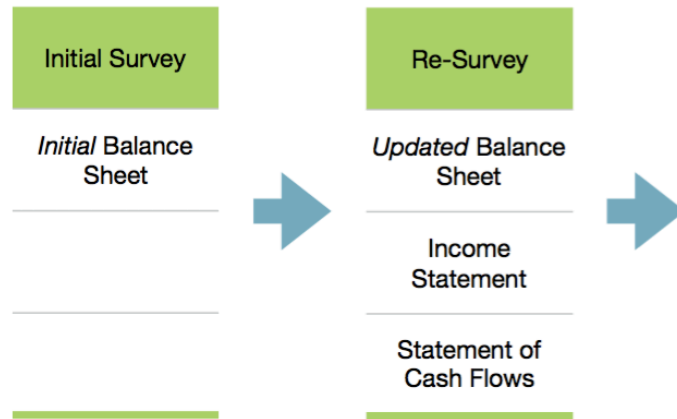 Initial Survey
Initial Balance
Sheet
Re-Survey
Updated Balance
Sheet
Income
Statement
Statement of
Cash Flows